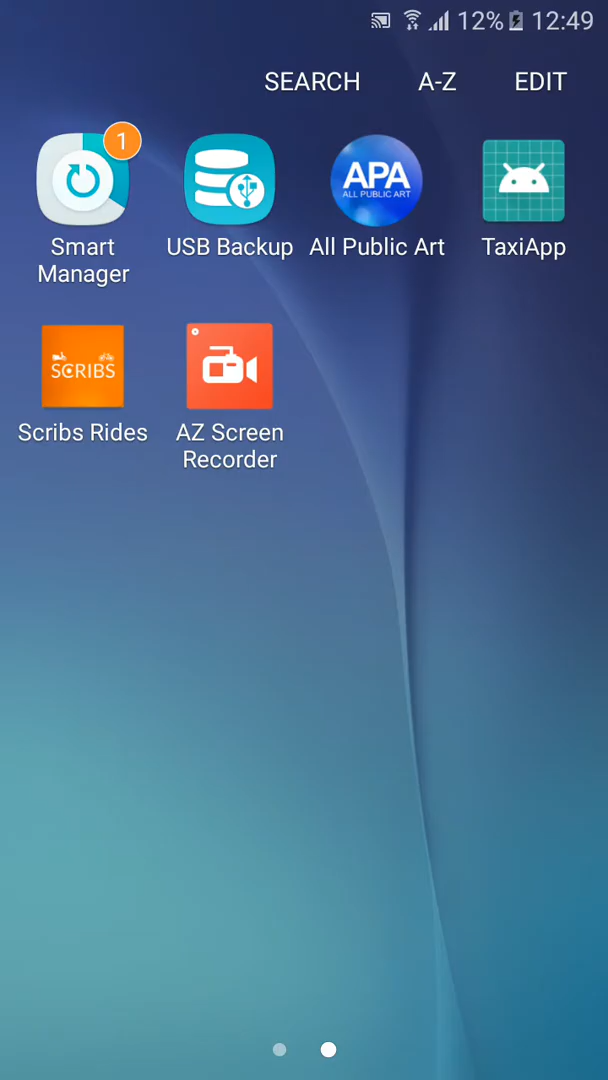 12% 12:49
SEARCH A-Z EDIT
1
APA
ALL PUBLIC ART
Smart
Manager
USB Backup
All Public Art
TaxiApp
SCRIBS
Scribs Rides
AZ Screen
Recorder